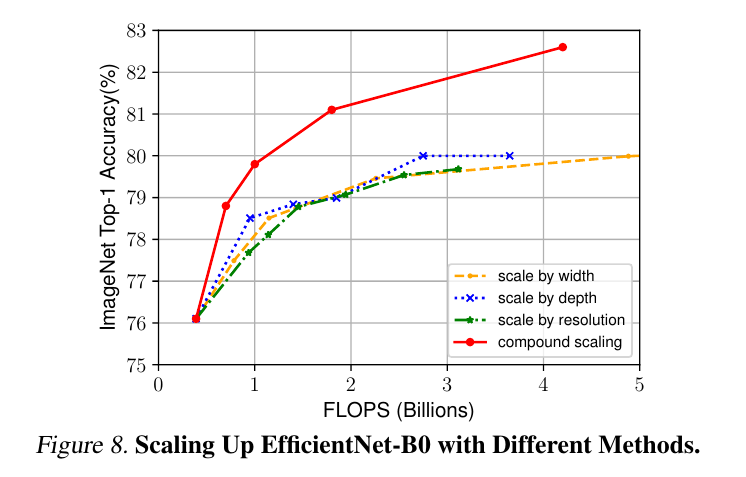 83
82
81
80
79
78
77
76
75
ImageNet Top-1 Accuracy(%)
scale by width
scale by depth
scale by resolution
compound scaling
0 1 2 3 4 5
FLOPS (Billions)
Figure 8. Scaling Up EfficientNet-B0 with Different Methods.